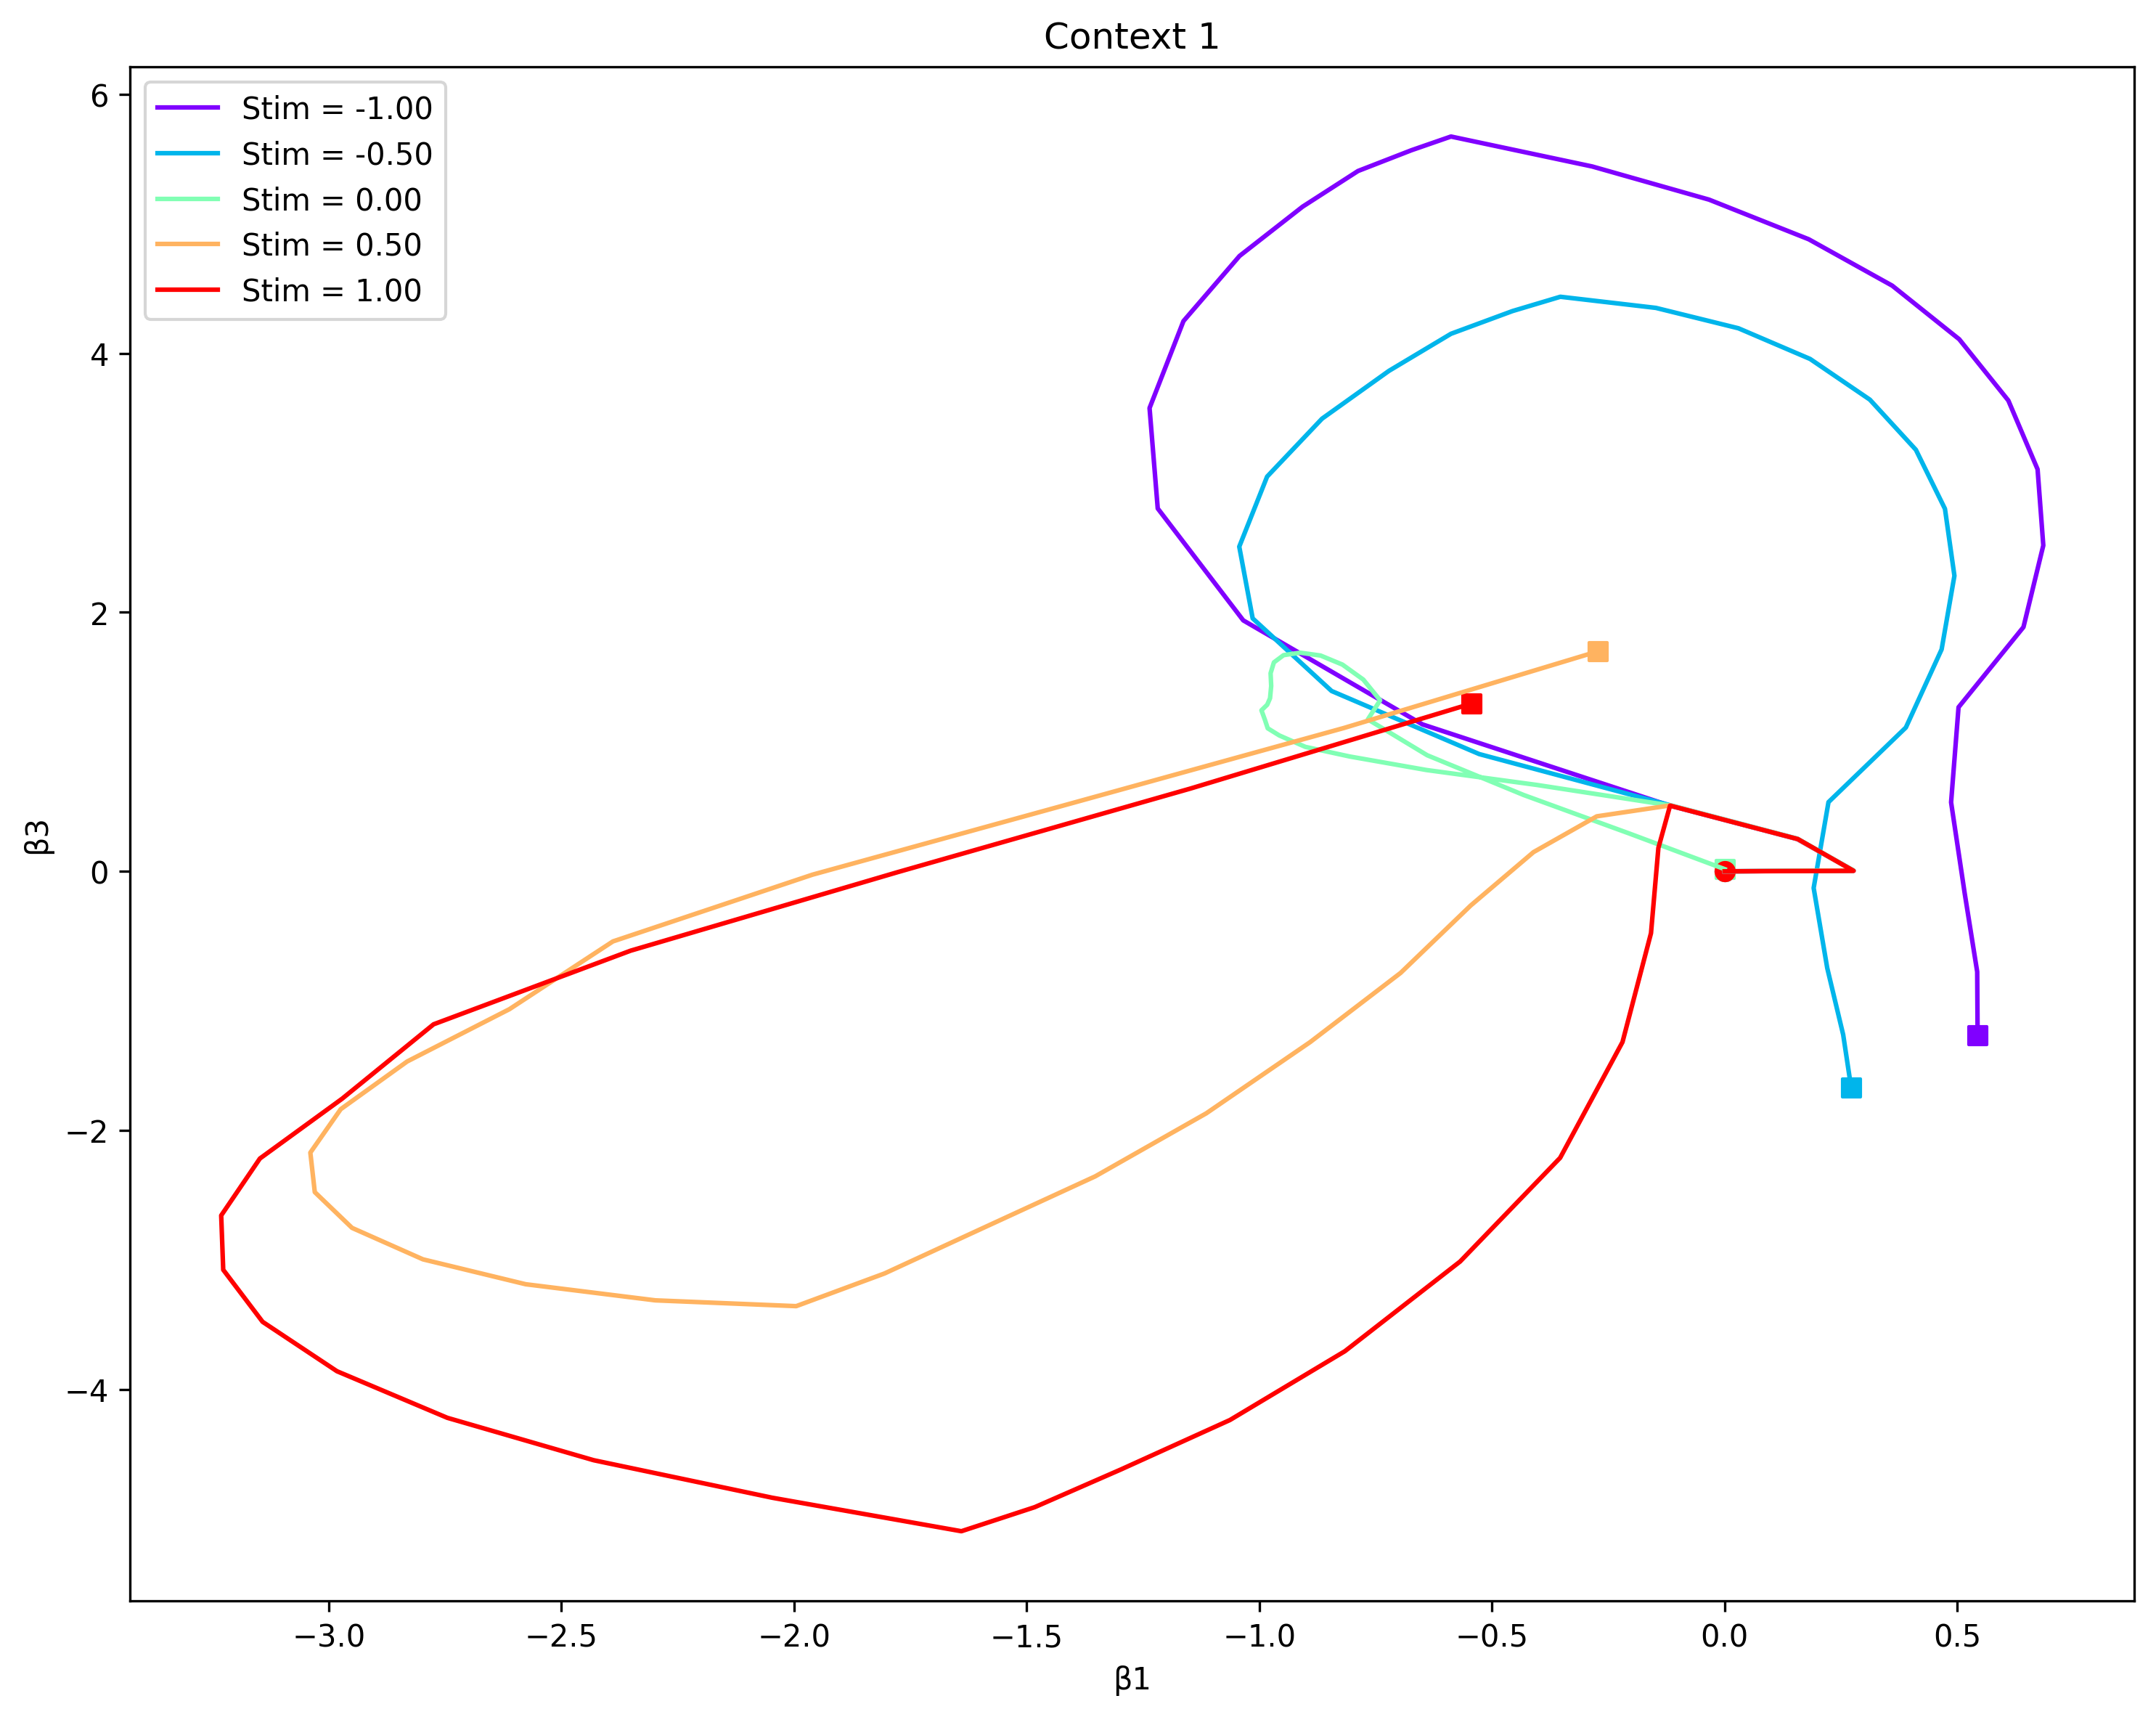 Context 1
6
4
2
0
−2
−4
β3
Stim = -1.00
Stim = -0.50
Stim = 0.00
Stim = 0.50
Stim = 1.00
−3.0 −2.5 −2.0 −1.5 −1.0 −0.5 0.0 0.5
β1